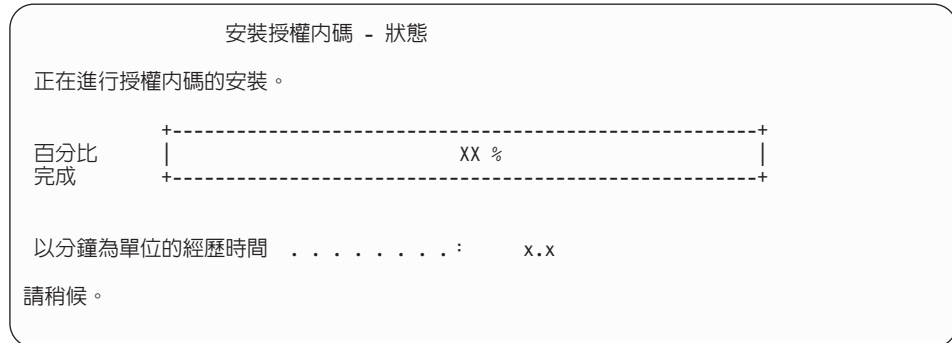 安裝授權內碼 - 狀態
正在進行授權內碼的安裝。
+------------------------------------------------------+
百分比 | XX % |
完成 +------------------------------------------------------+
以分鐘為單位的經歷時間 . . . . . . . . : x.x
請稍候。